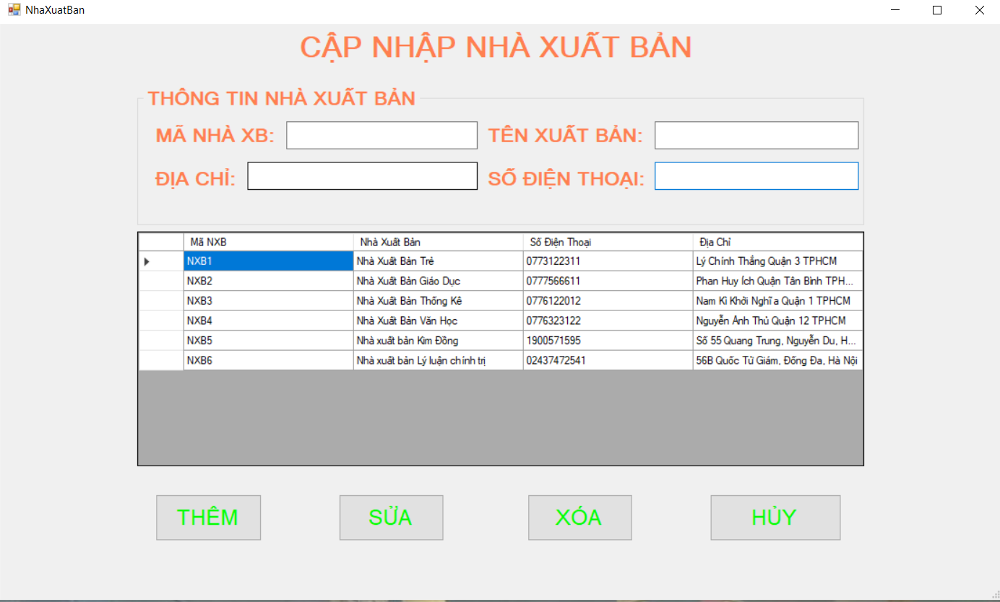 NhaXuatBan
CẬP NHẬP NHÀ XUẤT BẢN
THÔNG TIN NHÀ XUẤT BẢN
MÃ NHÀ XB: TÊN XUẤT BẢN:
ĐỊA CHỈ: SỐ ĐIỆN THOẠI:
Mã NXB Nhà Xuất Bản Số Điện Thoại Địa Chỉ
NXB1 Nhà Xuất Bản Trẻ 0773122311 Lý Chính Thắng Quận 3 TPHCM
NXB2 Nhà Xuất Bản Giáo Dục 0777566611 Phan Huy Ích Quận Tân Bình TPH...
NXB3 Nhà Xuất Bản Thống Kê 0776122012 Nam Kì Khởi Nghĩa Quận 1 TPHCM
NXB4 Nhà Xuất Bản Văn Học 0776323122 Nguyễn Ảnh Thủ Quận 12 TPHCM
NXB5 Nhà xuất bản Kim Đồng 1900571595 Số 55 Quang Trung, Nguyễn Du, H...
NXB6 Nhà xuất bản Lý luận chính trị 02437472541 56B Quốc Tử Giám, Đống Đa, Hà Nội
THÊM SỬA XÓA HỦY